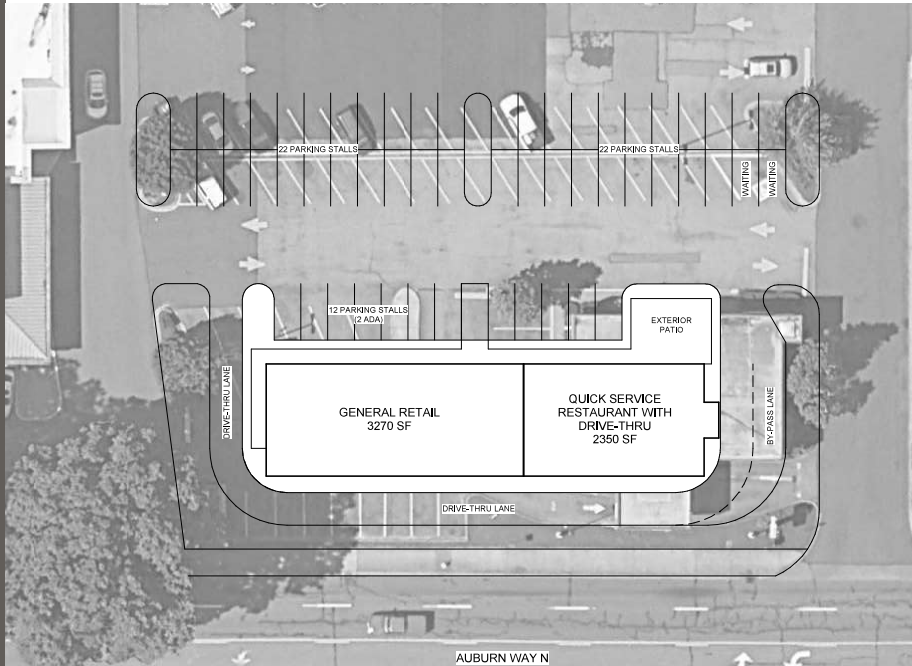 22 PARKING STALLS
22 PARKING STALLS
WAITING
WAITING
12 PARKING STALLS
(2 ADA)
EXTERIOR
PATIO
DRIVE-THRU LANE
GENERAL RETAIL
3270 SF
QUICK SERVICE
RESTAURANT WITH
DRIVE-THRU
2350 SF
BY-PASS LANE
DRIVE-THRU LANE
AUBURN WAY N